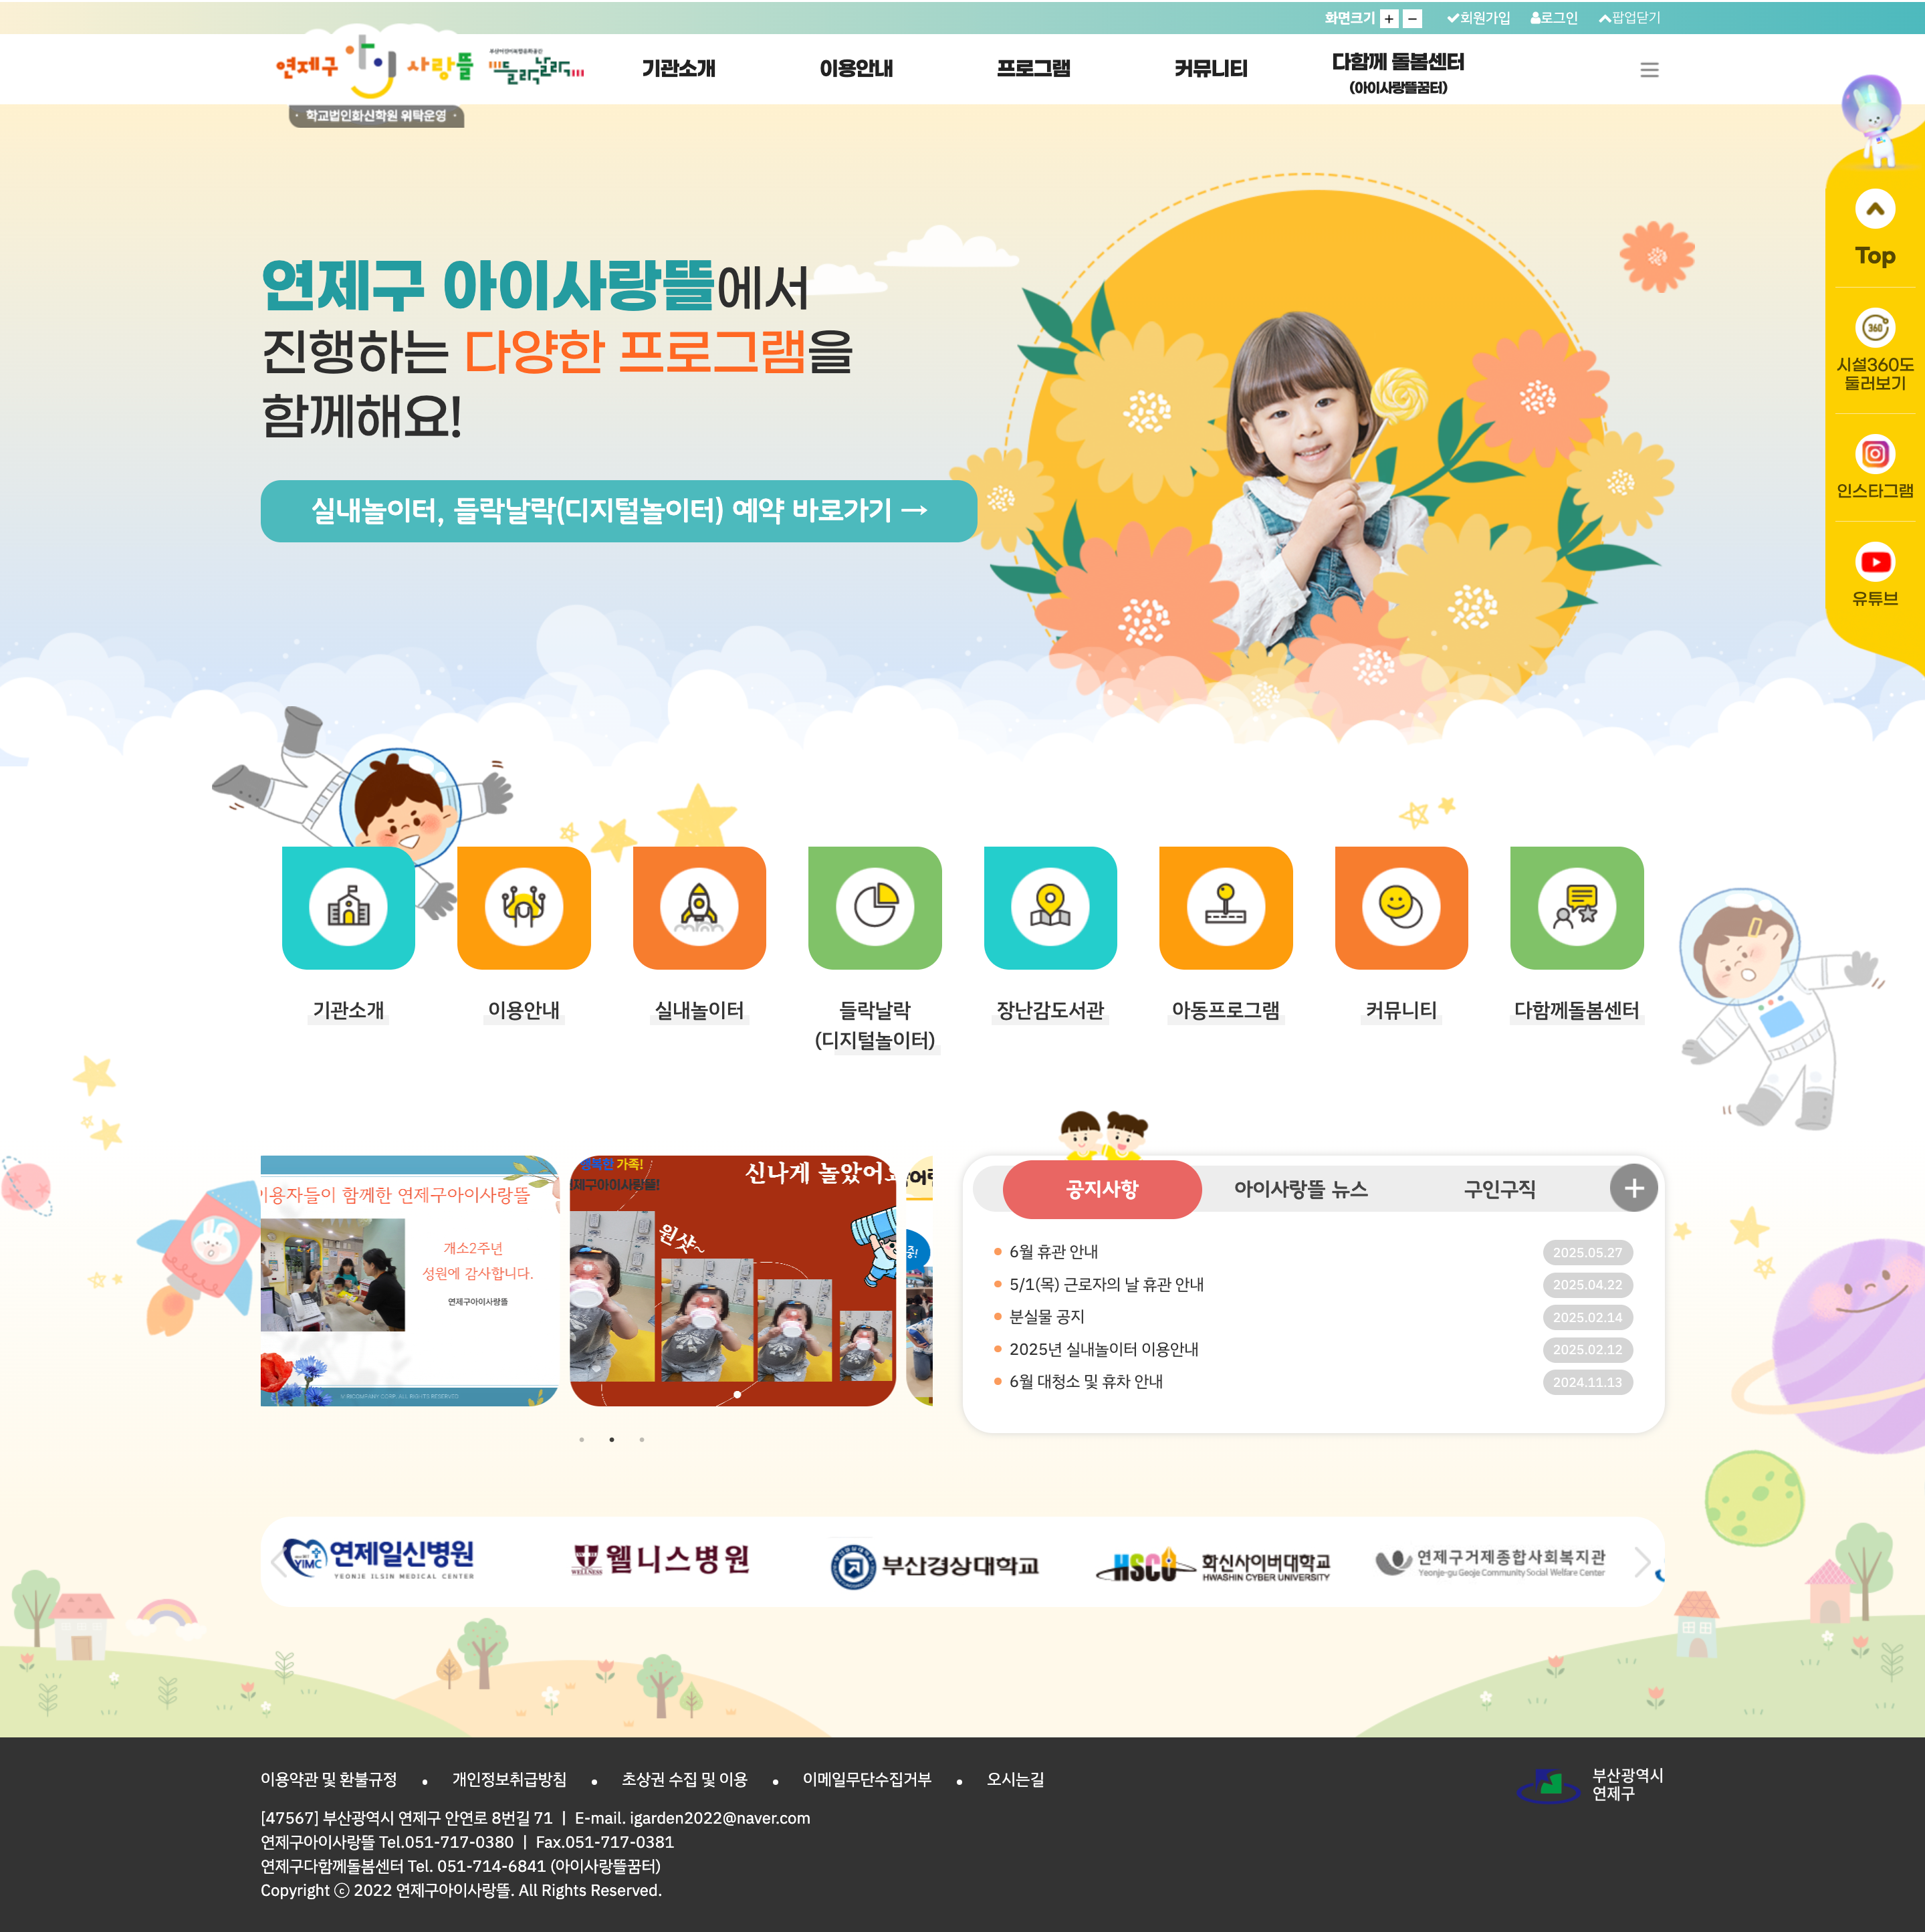 화면크기 + − 회원가입 로그인 팝업닫기
연제구 아이 사랑뜰 부산어린이복합문화공간 들락날락
학교법인화신학원 위탁운영
기관소개 이용안내 프로그램 커뮤니티 다함께 돌봄센터
(아이사랑뜰꿈터)
연제구 아이사랑뜰에서
진행하는 다양한 프로그램을
함께해요!
실내놀이터, 들락날락(디지털놀이터) 예약 바로가기 →
Top
360°
시설360도
둘러보기
인스타그램
유튜브
기관소개 이용안내 실내놀이터 들락날락 장난감도서관 아동프로그램 커뮤니티 다함께돌봄센터
(디지털놀이터)
이용자들이 함께한 연제구아이사랑뜰
개소2주년
성원에 감사합니다.
연제구아이사랑뜰
가족!
연제구아이사랑뜰!
신나게 놀았어요
원샷~
공지사항 아이사랑뜰 뉴스 구인구직
6월 휴관 안내 2025.05.27
5/1(목) 근로자의 날 휴관 안내 2025.04.22
분실물 공지 2025.02.14
2025년 실내놀이터 이용안내 2025.02.12
6월 대청소 및 휴차 안내 2024.11.13
YIMC 연제일신병원
YEONJE ILSIN MEDICAL CENTER
WELLNESS 웰니스병원
부산경상대학교
HSCU 화신사이버대학교
HWASHIN CYBER UNIVERSITY
연제구거제종합사회복지관
Yeonje-gu Geoje Community Social Welfare Center
이용약관 및 환불규정 • 개인정보취급방침 • 초상권 수집 및 이용 • 이메일무단수집거부 • 오시는길
부산광역시
연제구
[47567] 부산광역시 연제구 안연로 8번길 71 | E-mail. igarden2022@naver.com
연제구아이사랑뜰 Tel.051-717-0380 | Fax.051-717-0381
연제구다함께돌봄센터 Tel. 051-714-6841 (아이사랑뜰꿈터)
Copyright ⓒ 2022 연제구아이사랑뜰. All Rights Reserved.